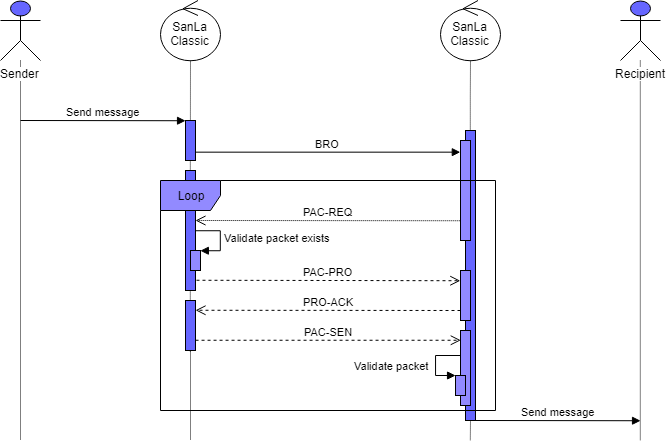 SanLa
Classic
SanLa
Classic
Sender
Recipient
Send message
BRO
Loop
PAC-REQ
Validate packet exists
PAC-PRO
PRO-ACK
PAC-SEN
Validate packet
Send message